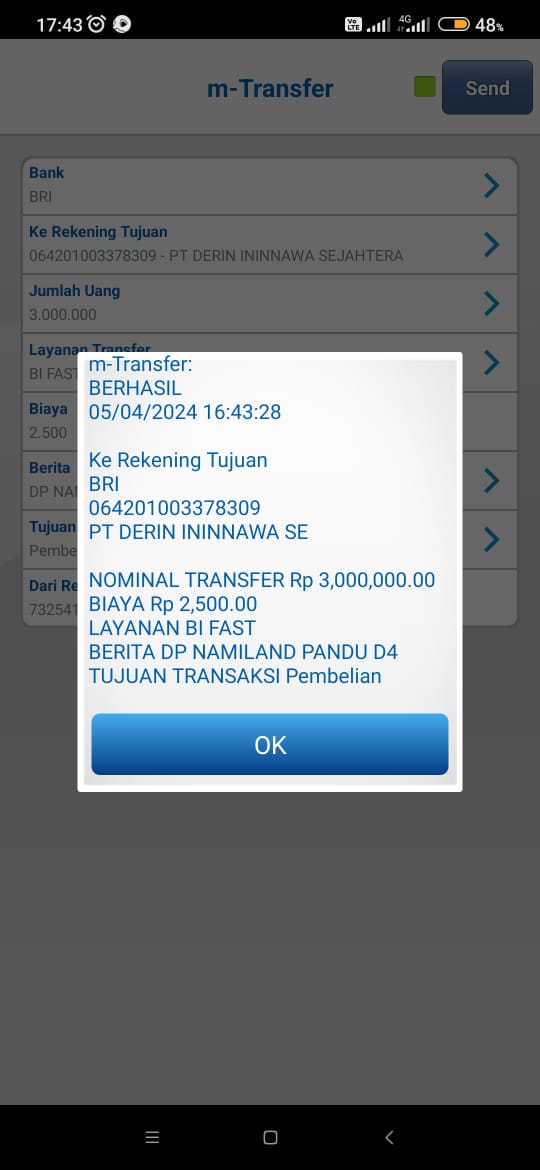 17:43
Vo LTE
4G
48%
m-Transfer
Send
Bank
BRI
Ke Rekening Tujuan
064201003378309 - PT DERIN ININNAWA SEJAHTERA
Jumlah Uang
3.000.000
Layanan Transfer
BI FAST
Biaya
2.500
Berita
DP NAM
Tujuan
Pembe
Dari Re
732541
m-Transfer:
BERHASIL
05/04/2024 16:43:28
Ke Rekening Tujuan
BRI
064201003378309
PT DERIN ININNAWA SE
NOMINAL TRANSFER Rp 3,000,000.00
BIAYA Rp 2,500.00
LAYANAN BI FAST
BERITA DP NAMILAND PANDU D4
TUJUAN TRANSAKSI Pembelian
OK